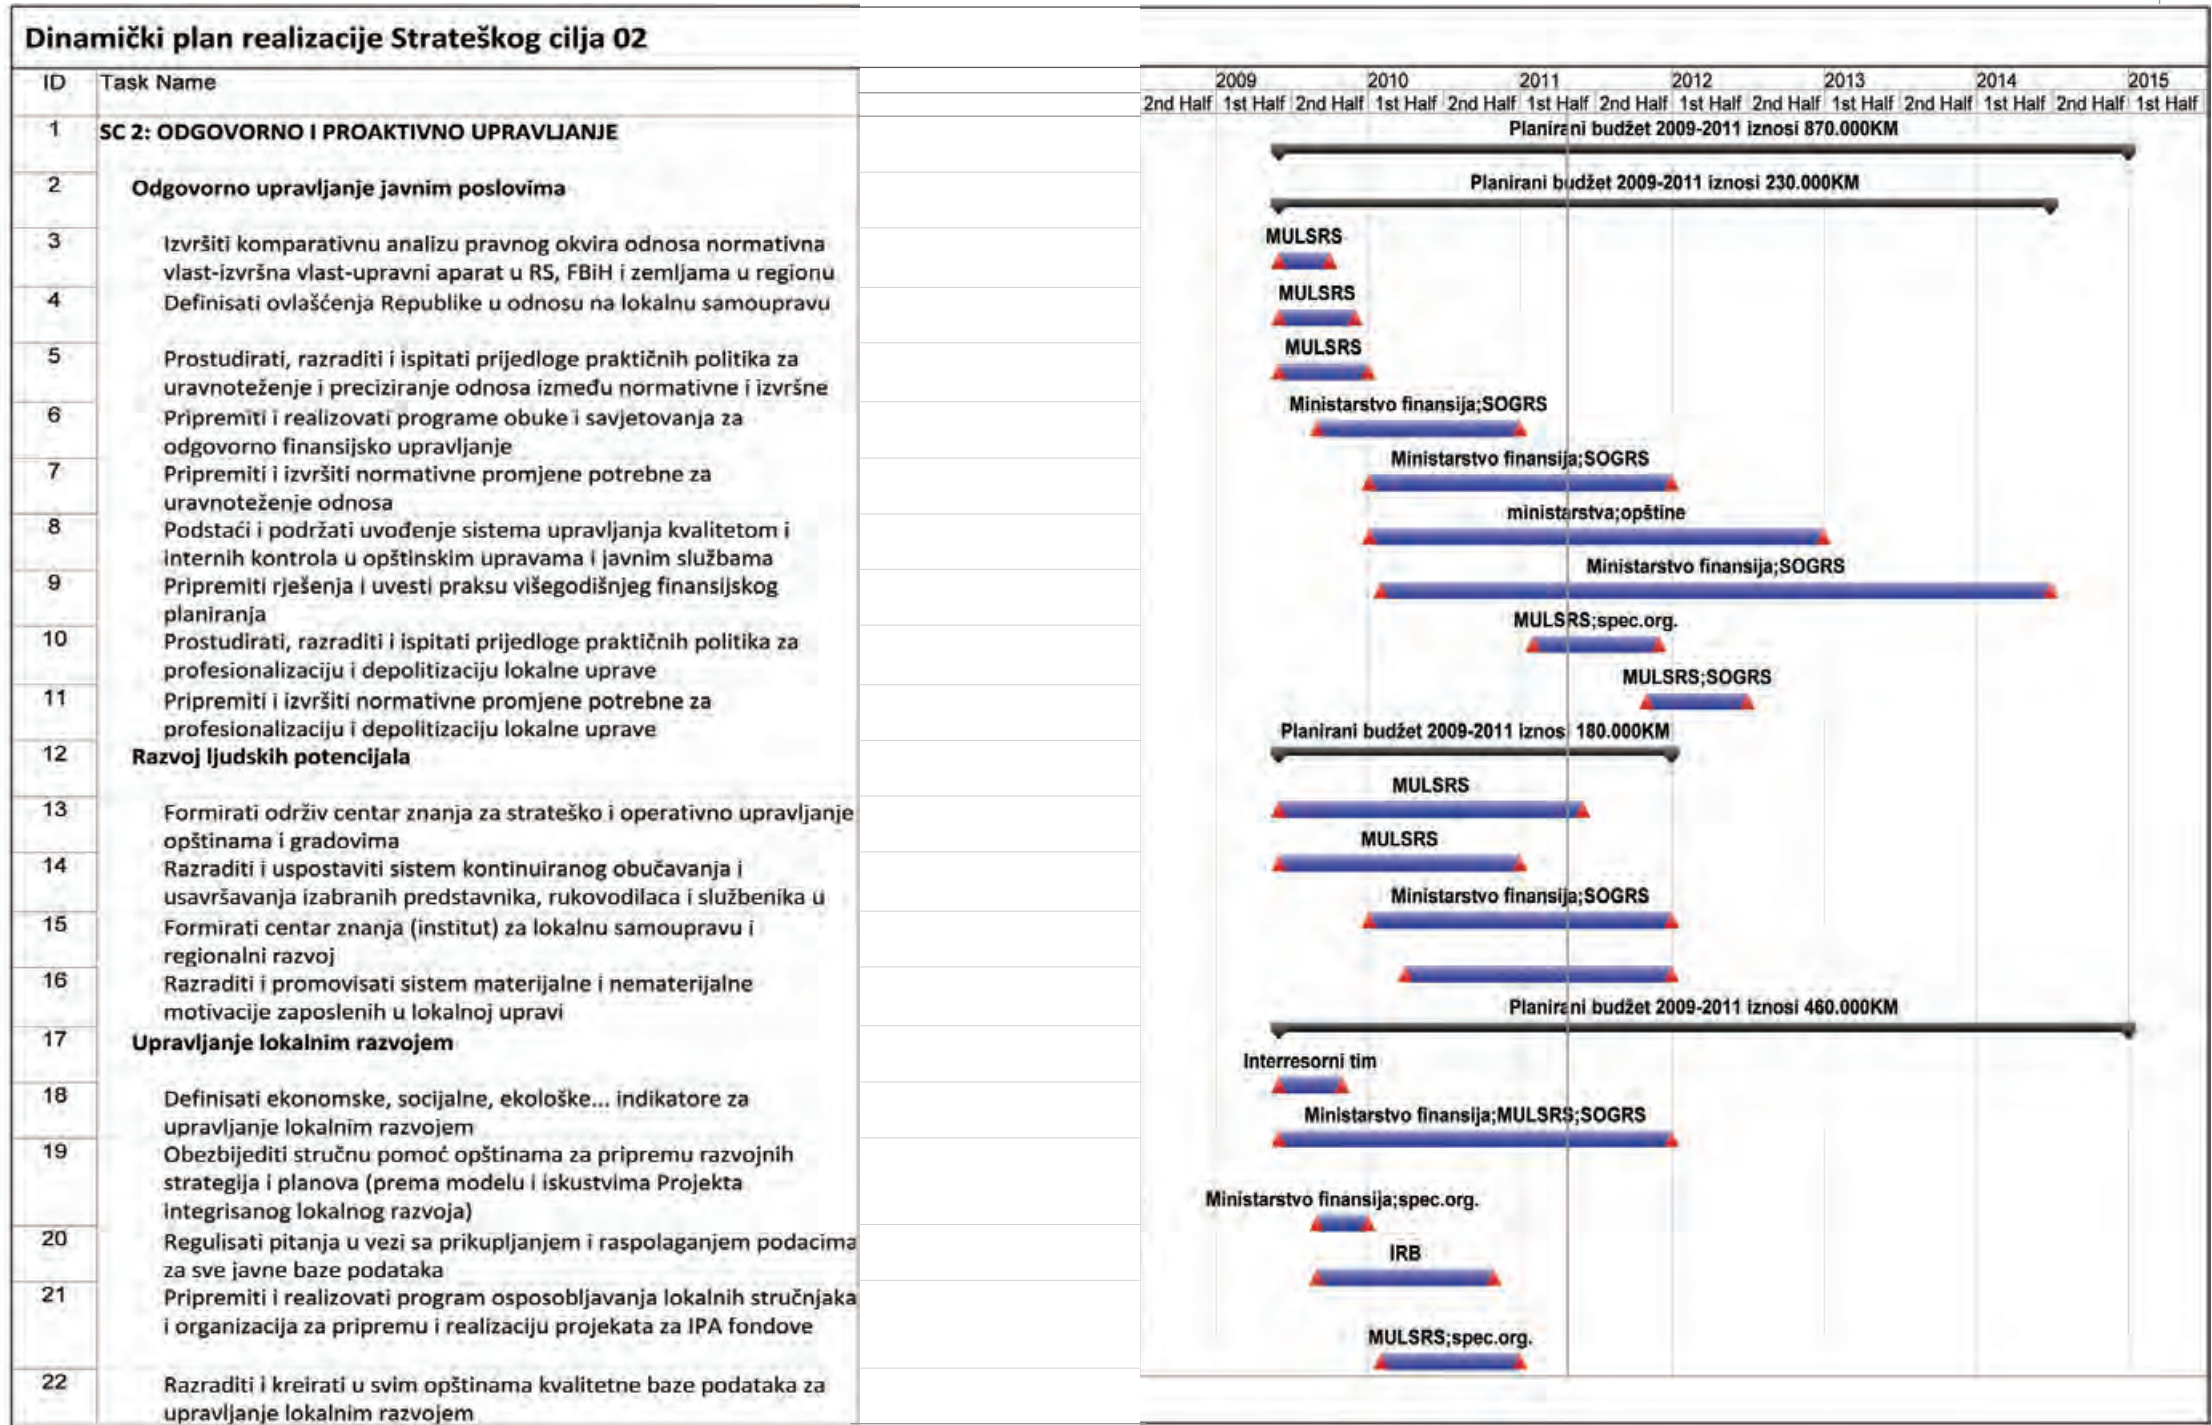 Dinamički plan realizacije Strateškog cilja 02
ID Task Name
2009 2010 2011 2012 2013 2014 2015
2nd Half 1st Half 2nd Half 1st Half 2nd Half 1st Half 2nd Half 1st Half 2nd Half 1st Half 2nd Half 1st Half 2nd Half 1st Half
1 SC 2: ODGOVORNO I PROAKTIVNO UPRAVLJANJE
Planirani budžet 2009-2011 iznosi 870.000KM
2 Odgovorno upravljanje javnim poslovima
Planirani budžet 2009-2011 iznosi 230.000KM
3 Izvršiti komparativnu analizu pravnog okvira odnosa normativna
vlast-izvršna vlast-upravni aparat u RS, FBiH i zemljama u regionu
MULSRS
4 Definisati ovlašćenja Republike u odnosu na lokalnu samoupravu
MULSRS
5 Prostudirati, razraditi i ispitati prijedloge praktičnih politika za
uravnoteženje i preciziranje odnosa između normativne i izvršne
MULSRS
6 Pripremiti i realizovati programe obuke i savjetovanja za
odgovorno finansijsko upravljanje
Ministarstvo finansija;SOGRS
7 Pripremiti i izvršiti normativne promjene potrebne za
uravnoteženje odnosa
Ministarstvo finansija;SOGRS
8 Podstaći i podržati uvođenje sistema upravljanja kvalitetom i
internih kontrola u opštinskim upravama i javnim službama
ministarstva;opštine
9 Pripremiti rješenja i uvesti praksu višegodišnjeg finansijskog
planiranja
Ministarstvo finansija;SOGRS
10 Prostudirati, razraditi i ispitati prijedloge praktičnih politika za
profesionalizaciju i depolitizaciju lokalne uprave
MULSRS;spec.org.
11 Pripremiti i izvršiti normativne promjene potrebne za
profesionalizaciju i depolitizaciju lokalne uprave
MULSRS;SOGRS
12 Razvoj ljudskih potencijala
Planirani budžet 2009-2011 iznosi 180.000KM
13 Formirati održiv centar znanja za strateško i operativno upravljanje
opštinama i gradovima
MULSRS
14 Razraditi i uspostaviti sistem kontinuiranog obučavanja i
usavršavanja izabranih predstavnika, rukovodilaca i službenika u
MULSRS
15 Formirati centar znanja (institut) za lokalnu samoupravu i
regionalni razvoj
Ministarstvo finansija;SOGRS
16 Razraditi i promovisati sistem materijalne i nematerijalne
motivacije zaposlenih u lokalnoj upravi
17 Upravljanje lokalnim razvojem
Planirani budžet 2009-2011 iznosi 460.000KM
18 Definisati ekonomske, socijalne, ekološke... indikatore za
upravljanje lokalnim razvojem
Interresorni tim
19 Obezbijediti stručnu pomoć opštinama za pripremu razvojnih
strategija i planova (prema modelu i iskustvima Projekta
integrisanog lokalnog razvoja)
Ministarstvo finansija;MULSRS;SOGRS
20 Regulisati pitanja u vezi sa prikupljanjem i raspolaganjem podacima
za sve javne baze podataka
Ministarstvo finansija;spec.org.
21 Pripremiti i realizovati program osposobljavanja lokalnih stručnjaka
i organizacija za pripremu i realizaciju projekata za IPA fondove
IRB
22 Razraditi i kreirati u svim opštinama kvalitetne baze podataka za
upravljanje lokalnim razvojem
MULSRS;spec.org.